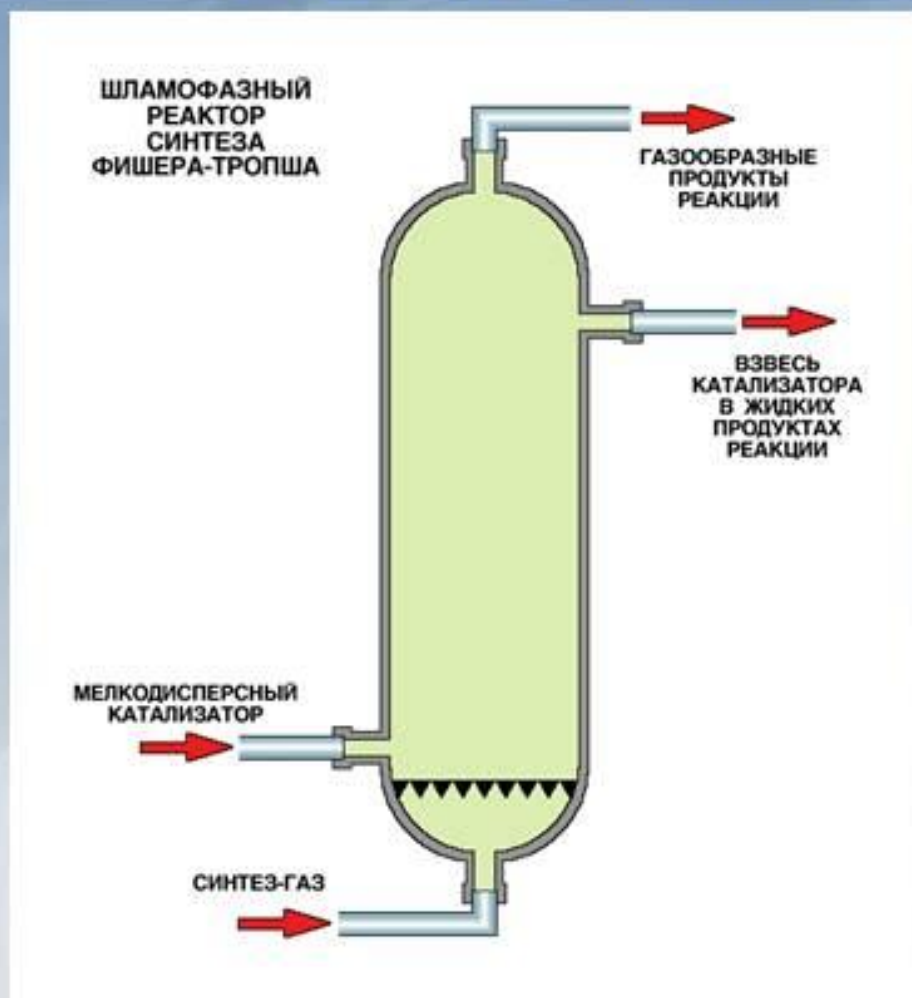 ШЛАМОФАЗНЫЙ
РЕАКТОР
СИНТЕЗА
ФИШЕРА-ТРОПША
ГАЗООБРАЗНЫЕ
ПРОДУКТЫ
РЕАКЦИИ
ВЗВЕСЬ
КАТАЛИЗАТОРА
В ЖИДКИХ
ПРОДУКТАХ
РЕАКЦИИ
МЕЛКОДИСПЕРСНЫЙ
КАТАЛИЗАТОР
СИНТЕЗ-ГАЗ